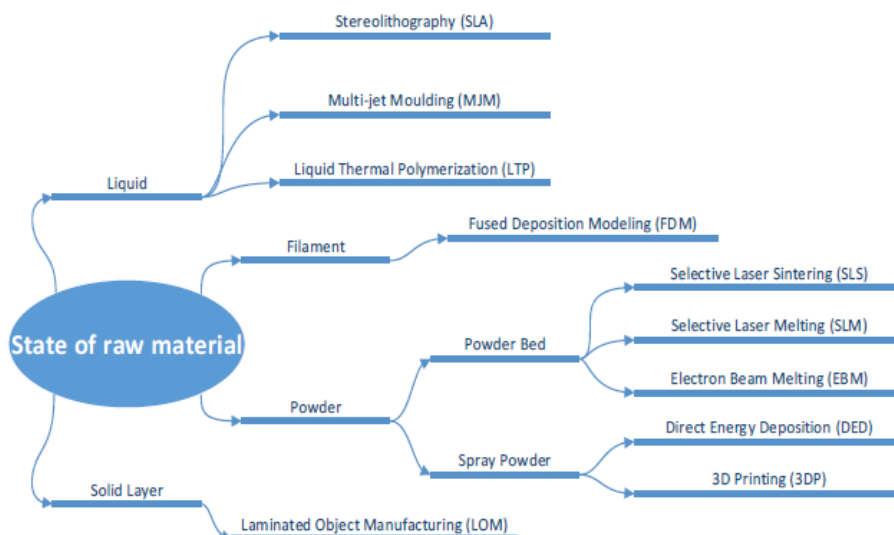 Stereolithography (SLA)
Multi-jet Moulding (MJM)
Liquid Thermal Polymerization (LTP)
Liquid
Fused Deposition Modeling (FDM)
Filament
Selective Laser Sintering (SLS)
Selective Laser Melting (SLM)
State of raw material
Powder Bed
Electron Beam Melting (EBM)
Powder
Direct Energy Deposition (DED)
Spray Powder
3D Printing (3DP)
Solid Layer
Laminated Object Manufacturing (LOM)